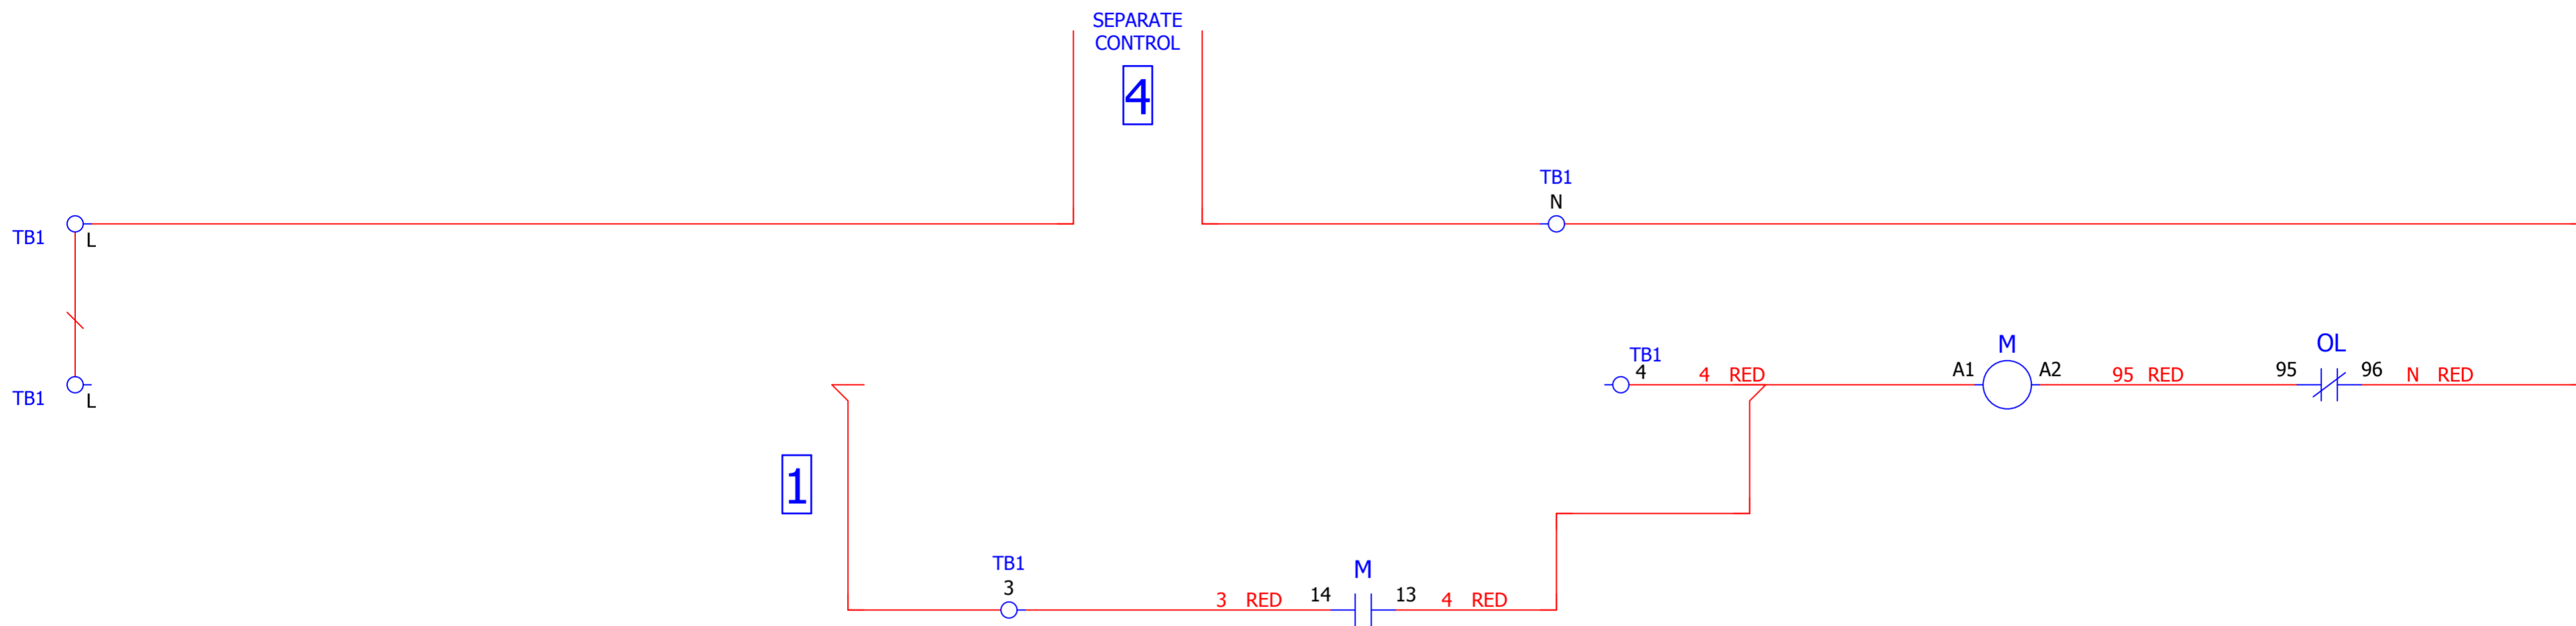 SEPARATE
CONTROL
4
TB1
N
TB1
L
TB1
4
4 RED
A1
M
A2
95 RED
95
OL
96
N RED
TB1
L
1
TB1
3
3 RED
14
M
13
4 RED